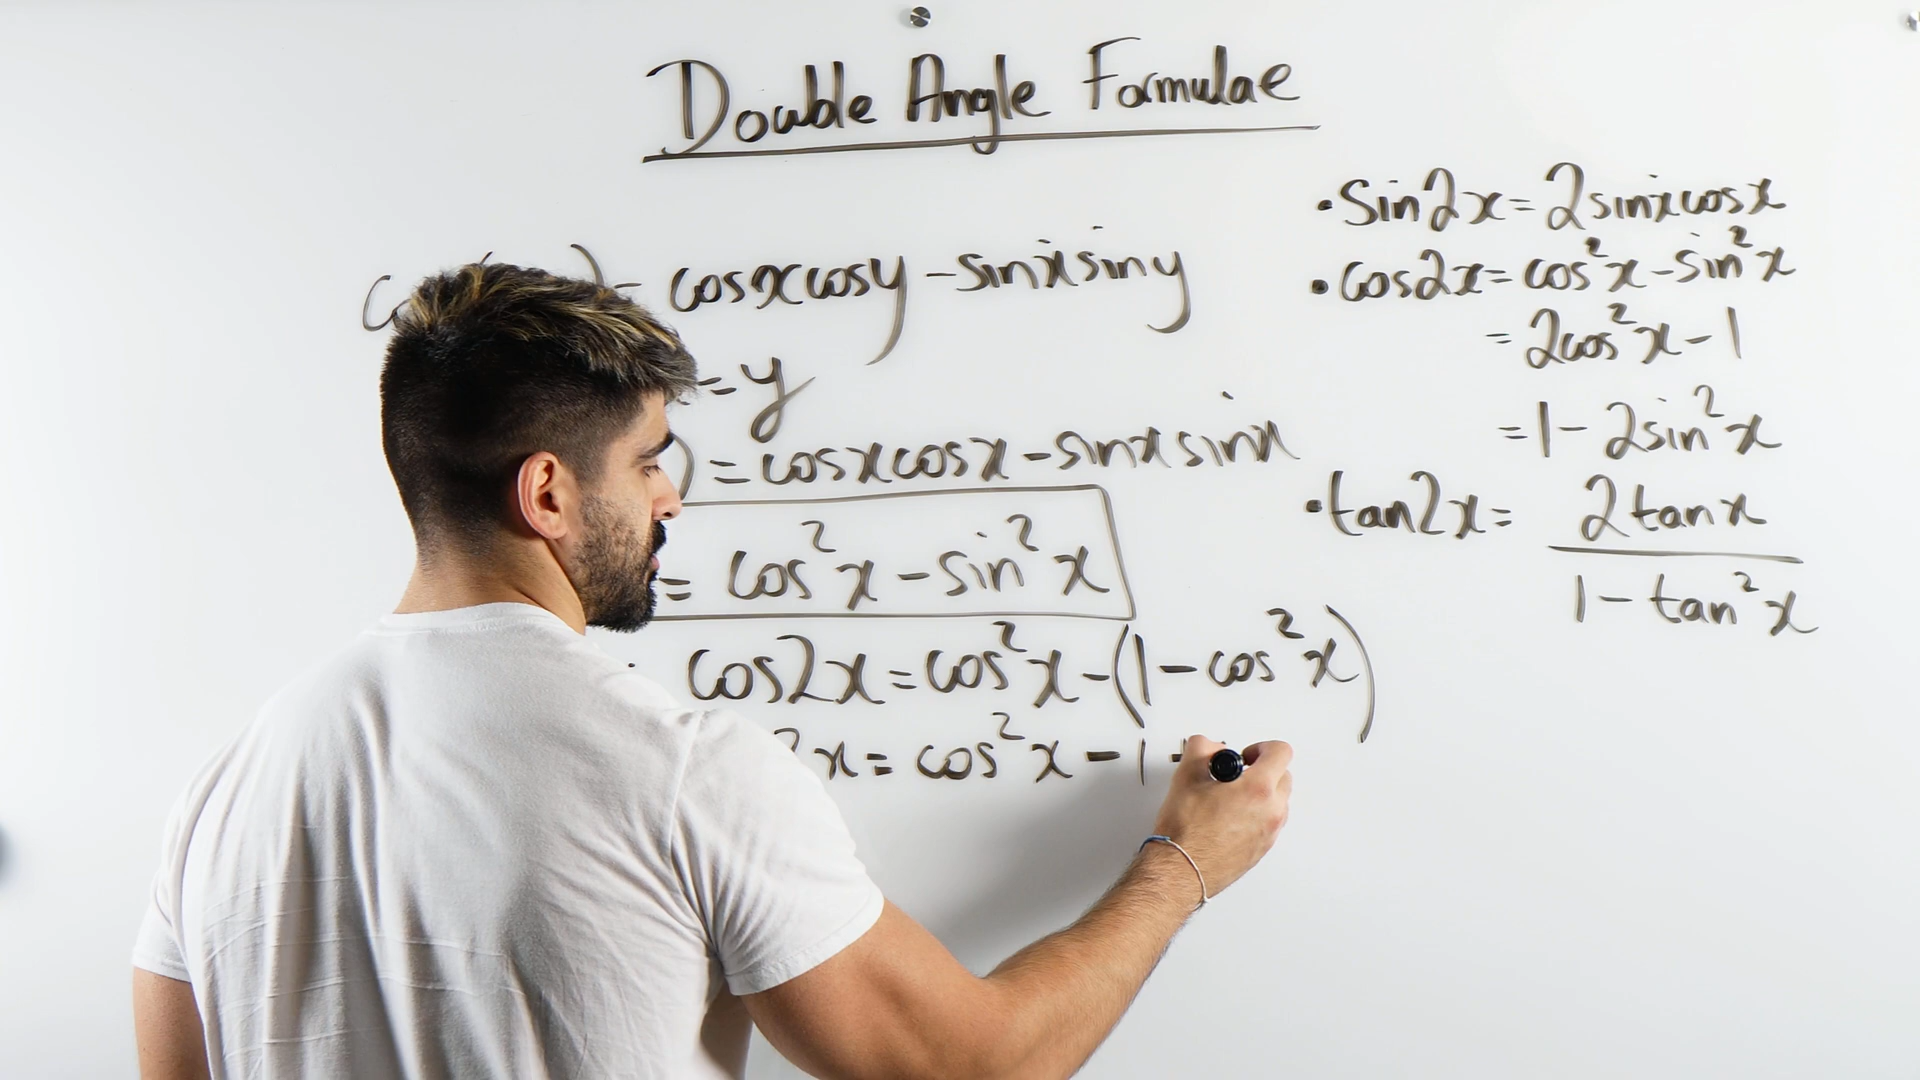 Double Angle Formulae
) = cosxcosy - sinxsiny
= y
) = cosxcosx - sinxsinx
= cos²x - sin²x
cos2x = cos²x - (1 - cos²x)
2x = cos²x - 1 +
• Sin2x = 2sinxcosx
• Cos2x = cos²x - sin²x
= 2cos²x - 1
= 1 - 2sin²x
• tan2x = 2tanx
1 - tan²x